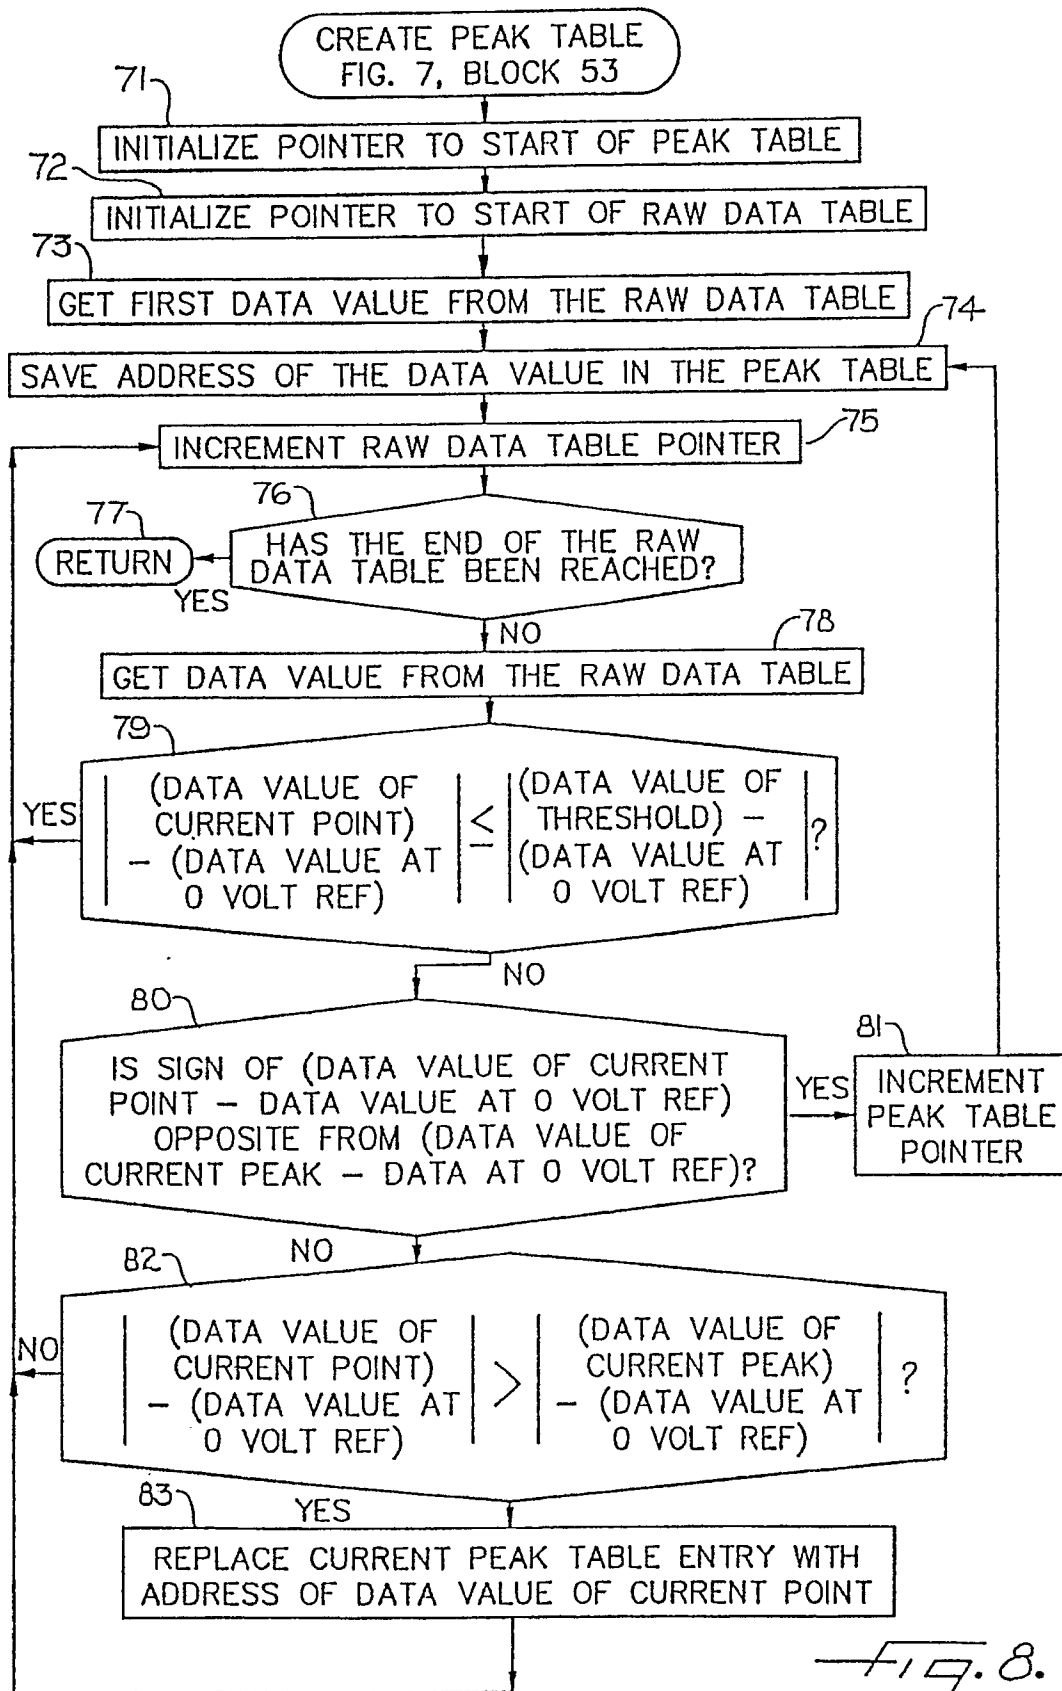 CREATE PEAK TABLE
FIG. 7, BLOCK 53
71
INITIALIZE POINTER TO START OF PEAK TABLE
72
INITIALIZE POINTER TO START OF RAW DATA TABLE
73
GET FIRST DATA VALUE FROM THE RAW DATA TABLE
74
SAVE ADDRESS OF THE DATA VALUE IN THE PEAK TABLE
75
INCREMENT RAW DATA TABLE POINTER
76
HAS THE END OF THE RAW
DATA TABLE BEEN REACHED?
77
RETURN
YES
NO
78
GET DATA VALUE FROM THE RAW DATA TABLE
79
| (DATA VALUE OF
CURRENT POINT)
– (DATA VALUE AT
0 VOLT REF) |
≤
| (DATA VALUE OF
THRESHOLD) –
(DATA VALUE AT
0 VOLT REF) | ?
YES
NO
80
IS SIGN OF (DATA VALUE OF CURRENT
POINT – DATA VALUE AT 0 VOLT REF)
OPPOSITE FROM (DATA VALUE OF
CURRENT PEAK – DATA AT 0 VOLT REF)?
YES
81
INCREMENT
PEAK TABLE
POINTER
NO
82
| (DATA VALUE OF
CURRENT POINT)
– (DATA VALUE AT
0 VOLT REF) |
>
| (DATA VALUE OF
CURRENT PEAK)
– (DATA VALUE AT
0 VOLT REF) | ?
NO
YES
83
REPLACE CURRENT PEAK TABLE ENTRY WITH
ADDRESS OF DATA VALUE OF CURRENT POINT
Fig. 8.